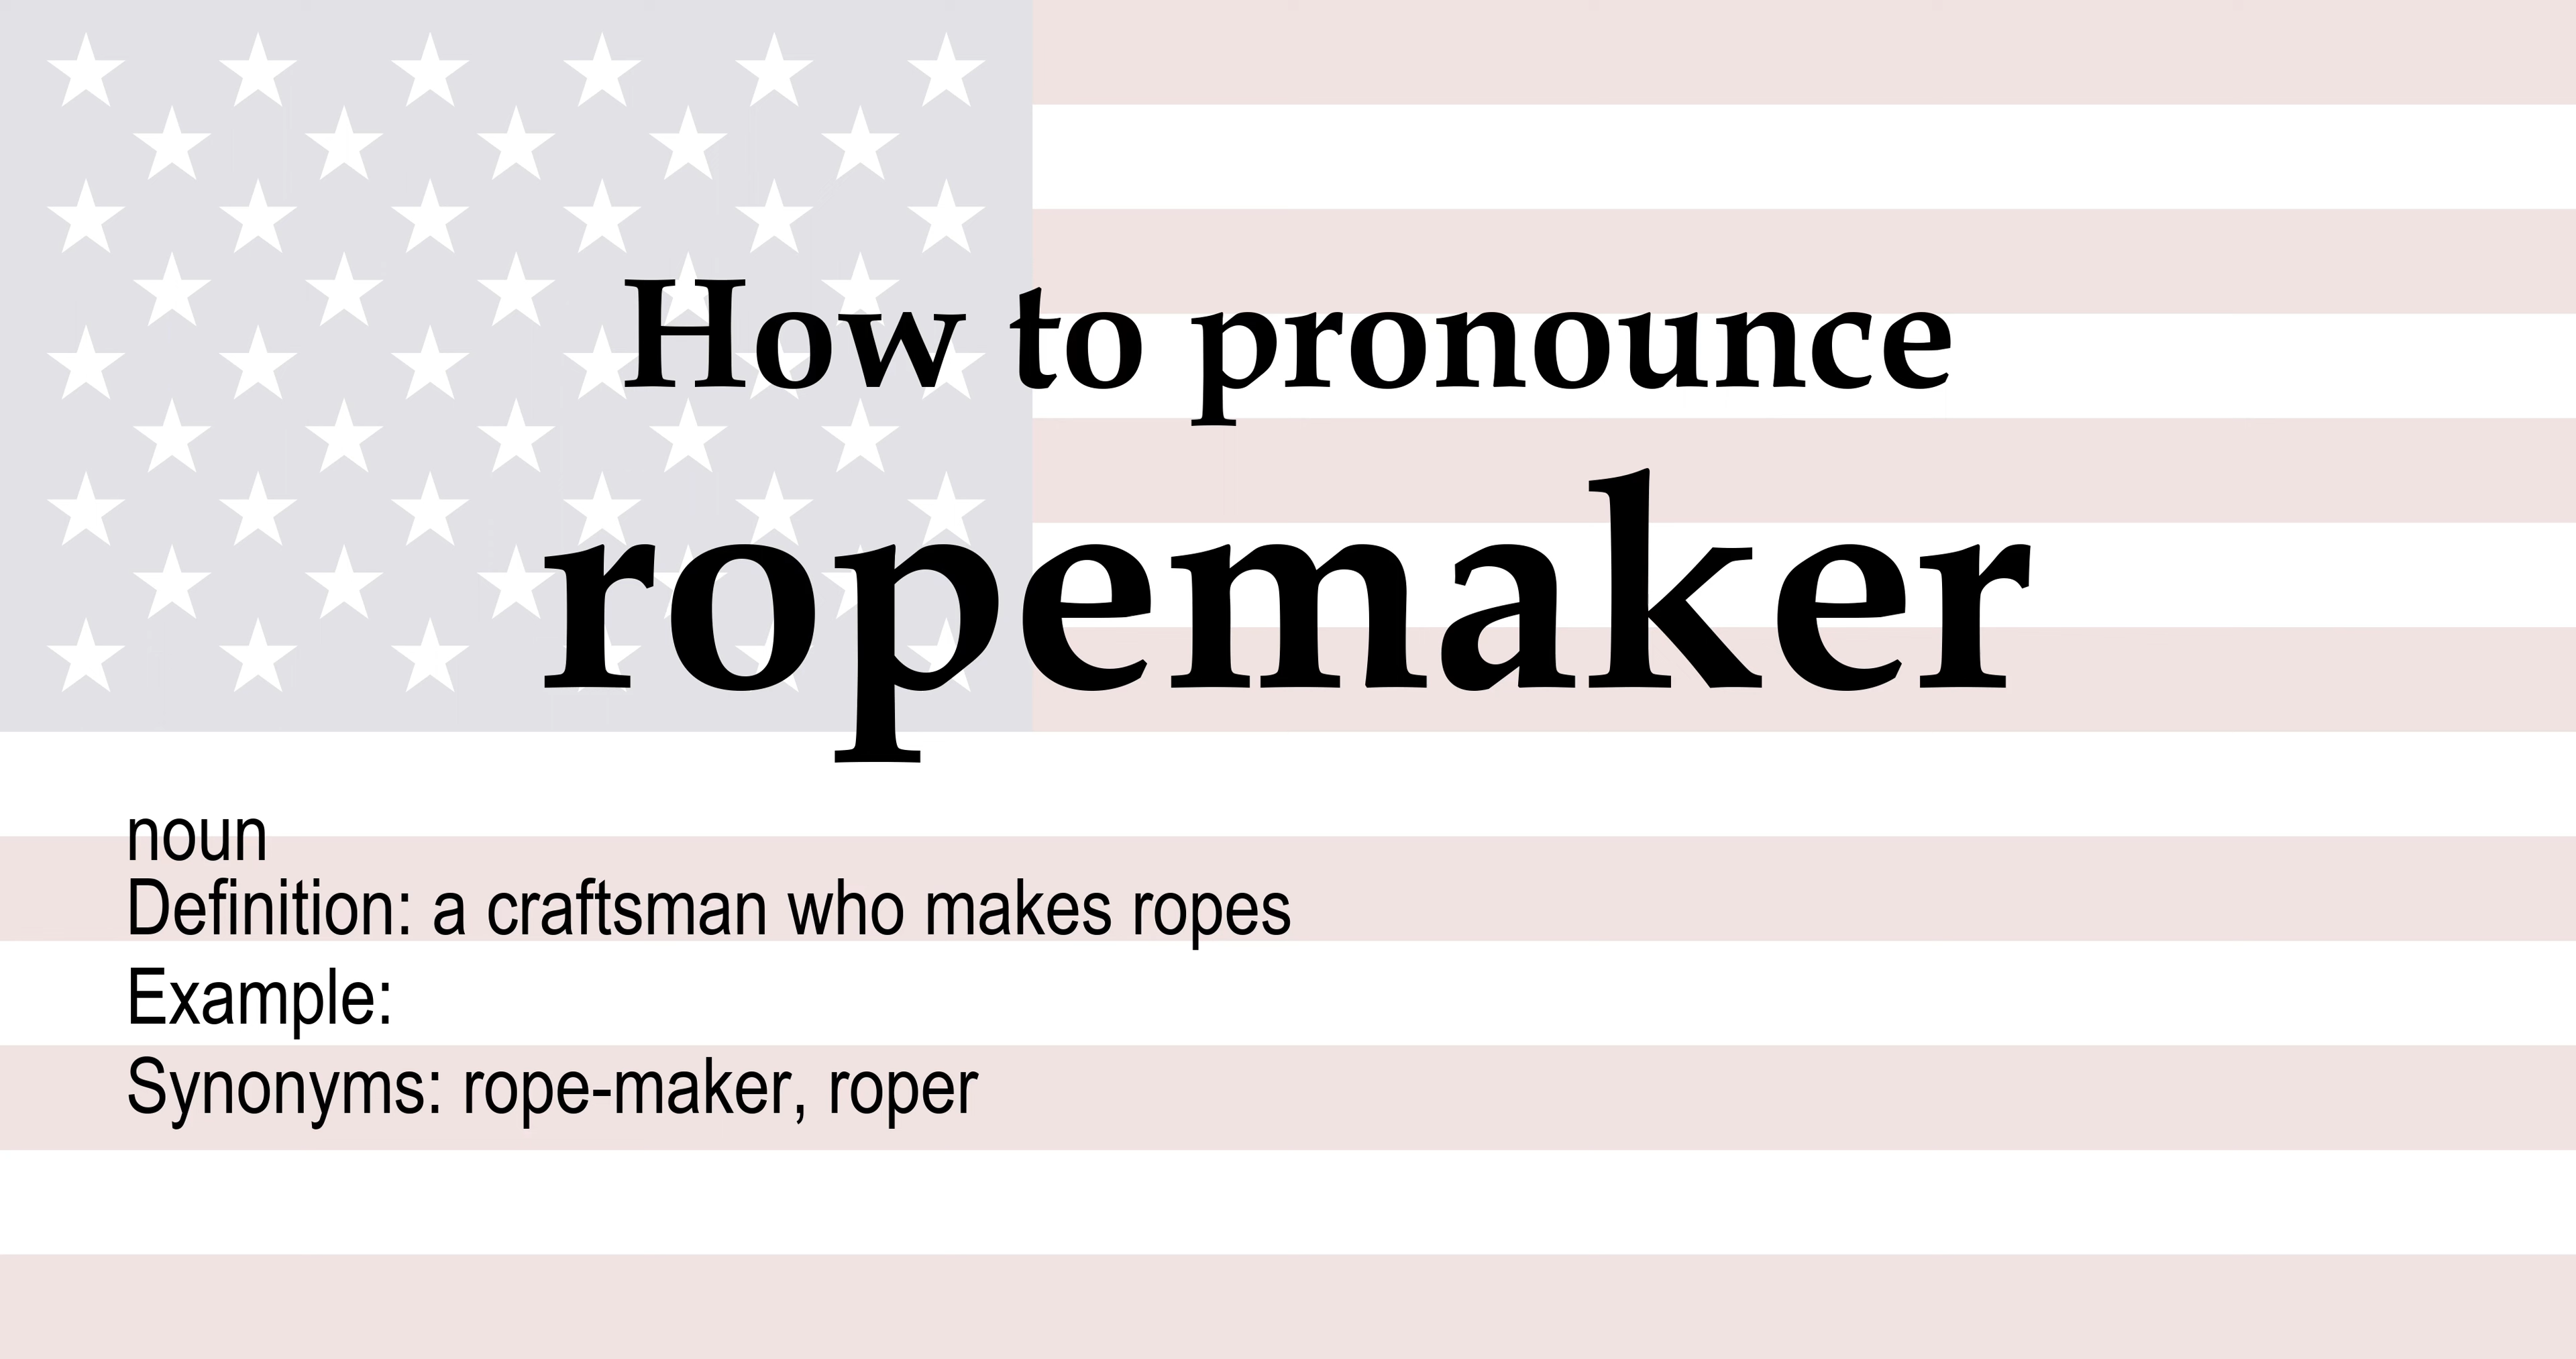 How to pronounce
ropemaker
noun
Definition: a craftsman who makes ropes
Example:
Synonyms: rope-maker, roper